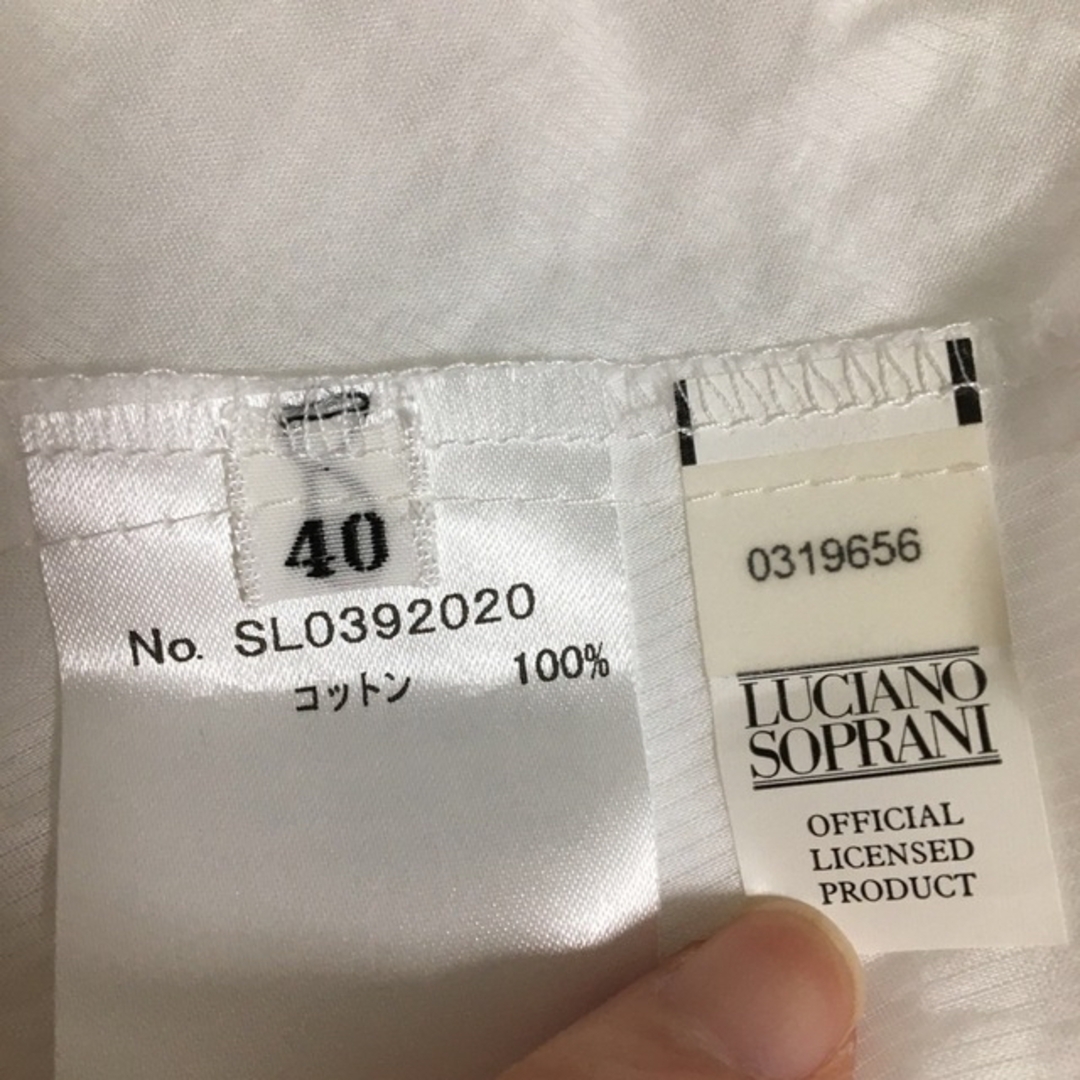 40
No. SL0392020
コットン 100%
0319656
LUCIANO
SOPRANI
OFFICIAL
LICENSED
PRODUCT